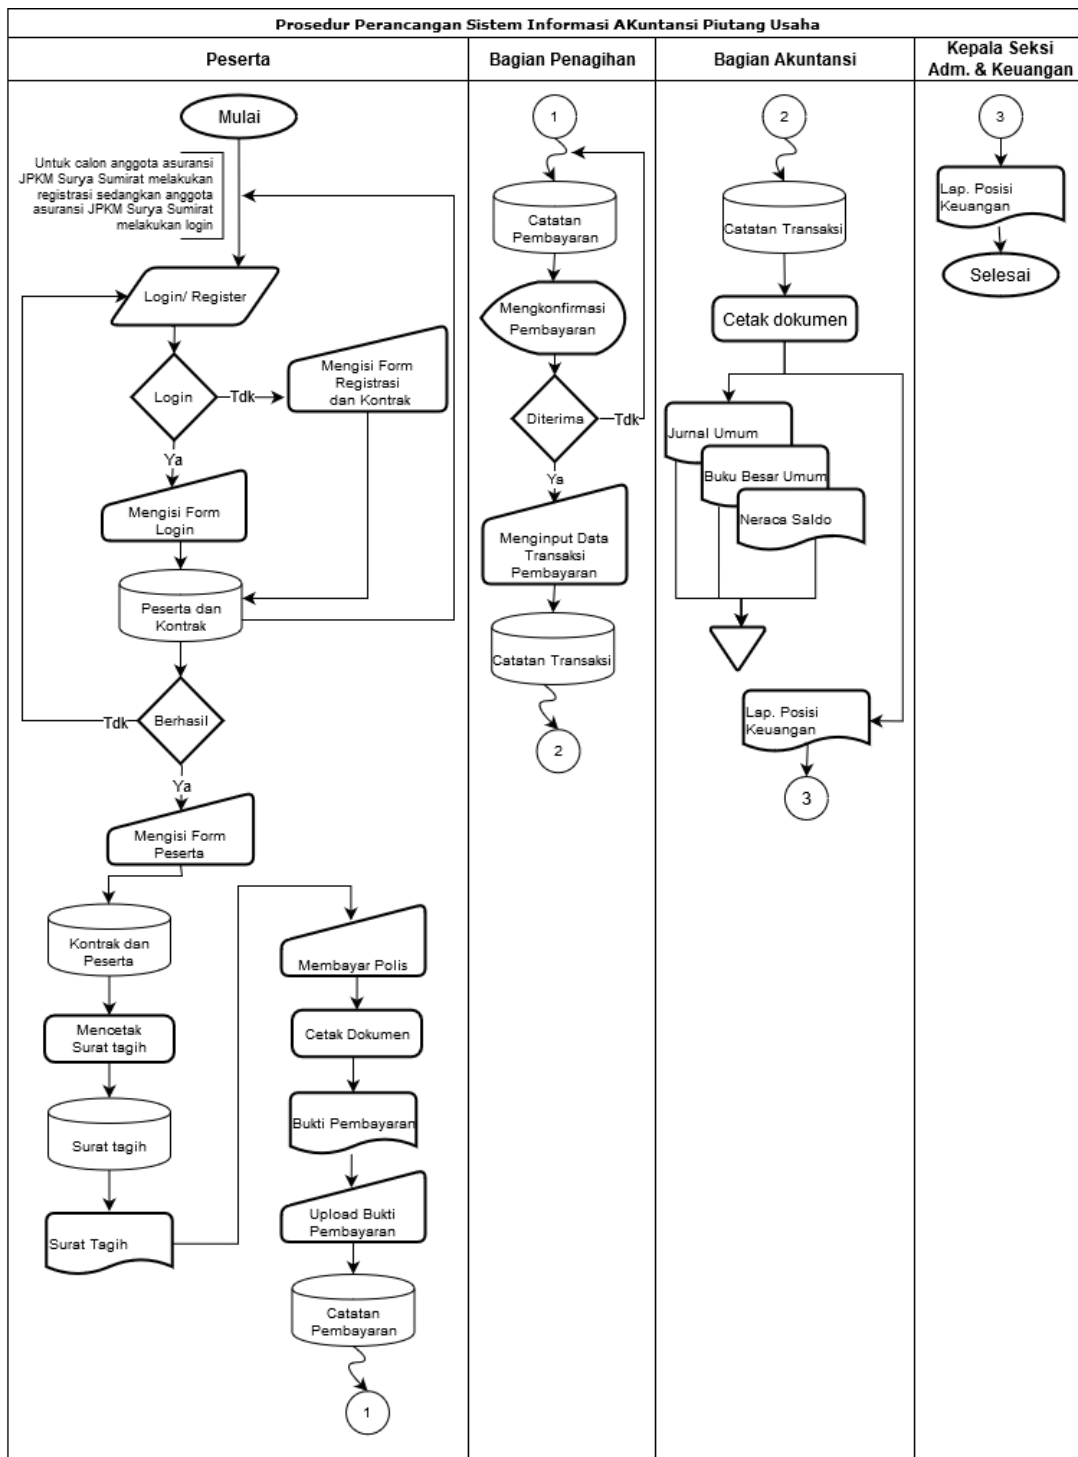 Prosedur Perancangan Sistem Informasi AKuntansi Piutang Usaha
Peserta
Bagian Penagihan
Bagian Akuntansi
Kepala Seksi
Adm. & Keuangan
Mulai
Untuk calon anggota asuransi
JPKM Surya Sumirat melakukan
registrasi sedangkan anggota
asuransi JPKM Surya Sumirat
melakukan login
Login/ Register
Login
Tdk
Mengisi Form
Registrasi
dan Kontrak
Ya
Mengisi Form
Login
Peserta dan
Kontrak
Tdk
Berhasil
Ya
Mengisi Form
Peserta
Kontrak dan
Peserta
Mencetak
Surat tagih
Surat tagih
Surat Tagih
Membayar Polis
Cetak Dokumen
Bukti Pembayaran
Upload Bukti
Pembayaran
Catatan
Pembayaran
1
1
Catatan
Pembayaran
Mengkonfirmasi
Pembayaran
Diterima
Tdk
Ya
Menginput Data
Transaksi
Pembayaran
Catatan Transaksi
2
2
Catatan Transaksi
Cetak dokumen
Jurnal Umum
Buku Besar Umum
Neraca Saldo
Lap. Posisi
Keuangan
3
3
Lap. Posisi
Keuangan
Selesai